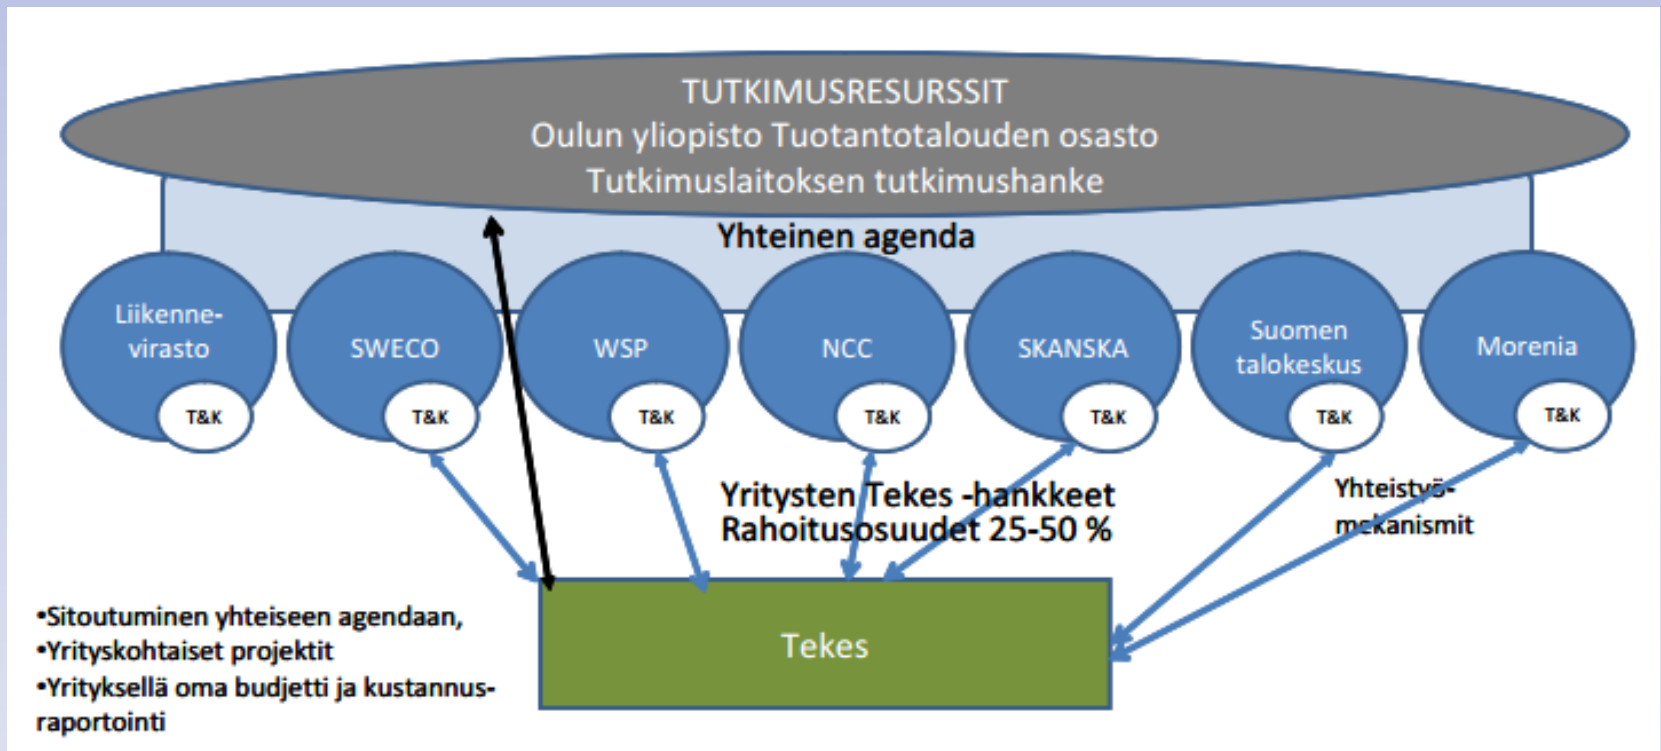 TUTKIMUSRESURSSIT
Oulun yliopisto Tuotantotalouden osasto
Tutkimuslaitoksen tutkimushanke
Yhteinen agenda
Liikenne-
virasto
T&K
SWECO
T&K
WSP
T&K
NCC
T&K
SKANSKA
T&K
Suomen
talokeskus
T&K
Morenia
T&K
Yritysten Tekes -hankkeet
Rahoitusosuudet 25-50 %
Yhteistyö-
mekanismit
Tekes
•Sitoutuminen yhteiseen agendaan,
•Yrityskohtaiset projektit
•Yrityksellä oma budjetti ja kustannus-
raportointi